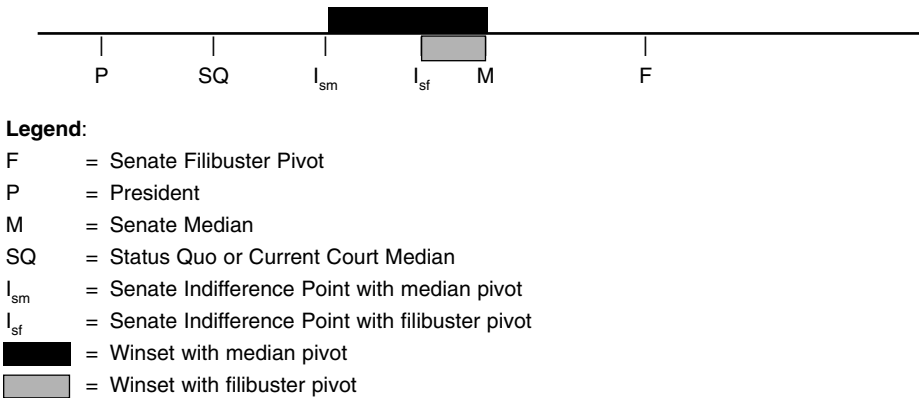 P SQ I_sm I_sf M F
Legend:
F = Senate Filibuster Pivot
P = President
M = Senate Median
SQ = Status Quo or Current Court Median
I_sm = Senate Indifference Point with median pivot
I_sf = Senate Indifference Point with filibuster pivot
= Winset with median pivot
= Winset with filibuster pivot